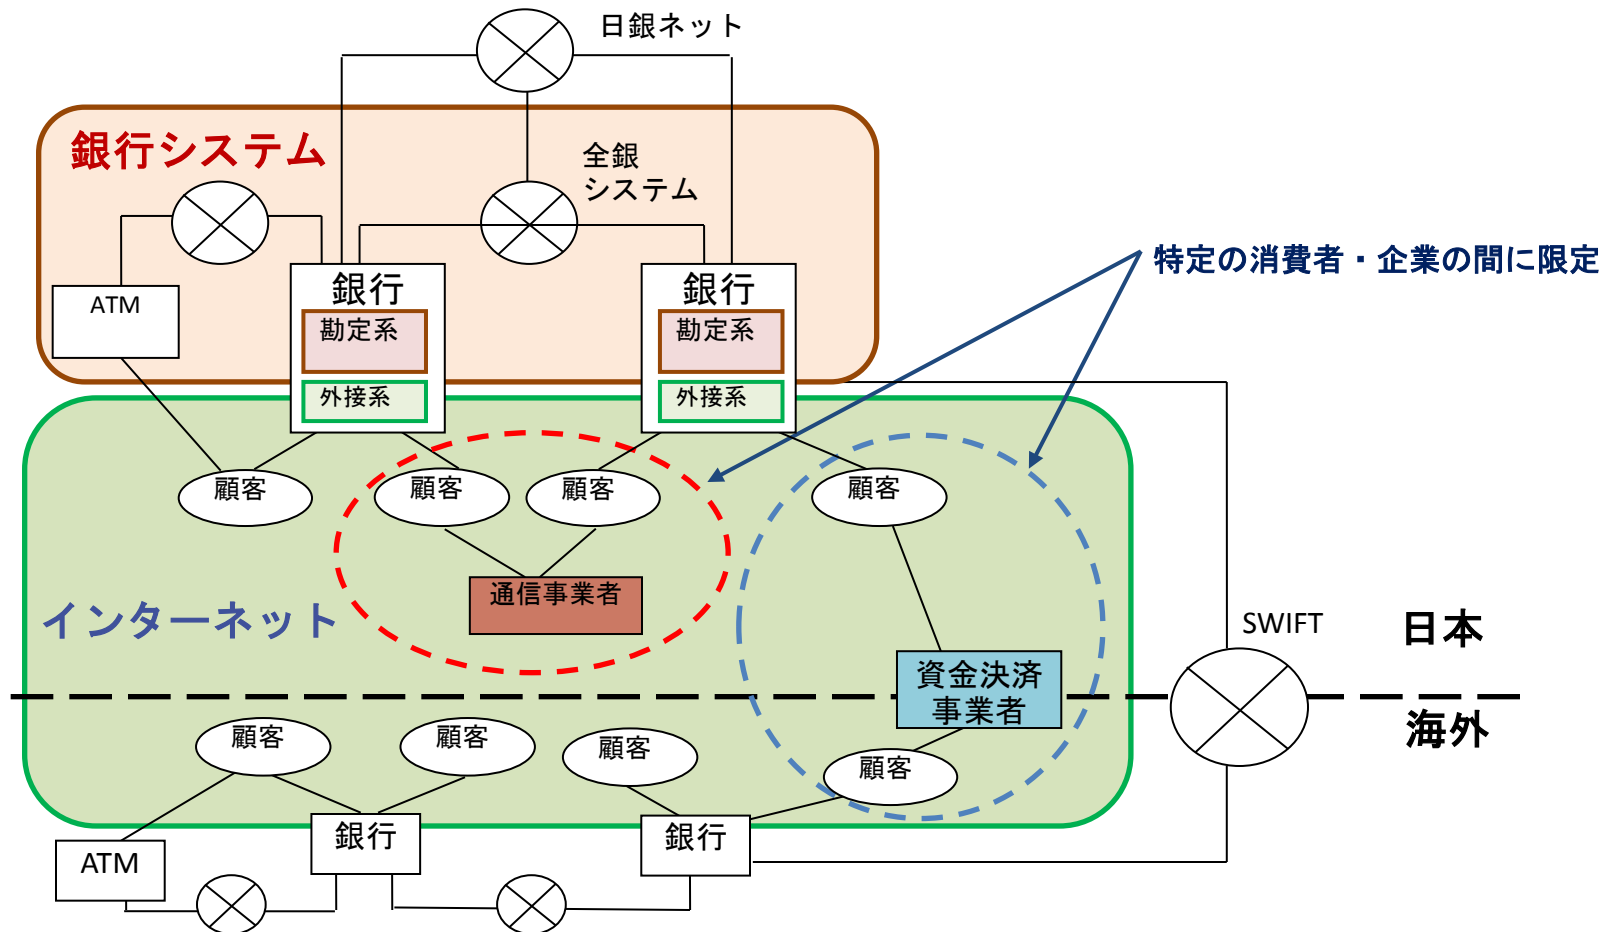 日銀ネット
銀行システム
全銀
システム
特定の消費者・企業の間に限定
ATM
銀行
勘定系
外接系
銀行
勘定系
外接系
顧客
顧客
顧客
顧客
通信事業者
インターネット
SWIFT
日本
資金決済
事業者
海外
顧客
顧客
顧客
顧客
ATM
銀行
銀行